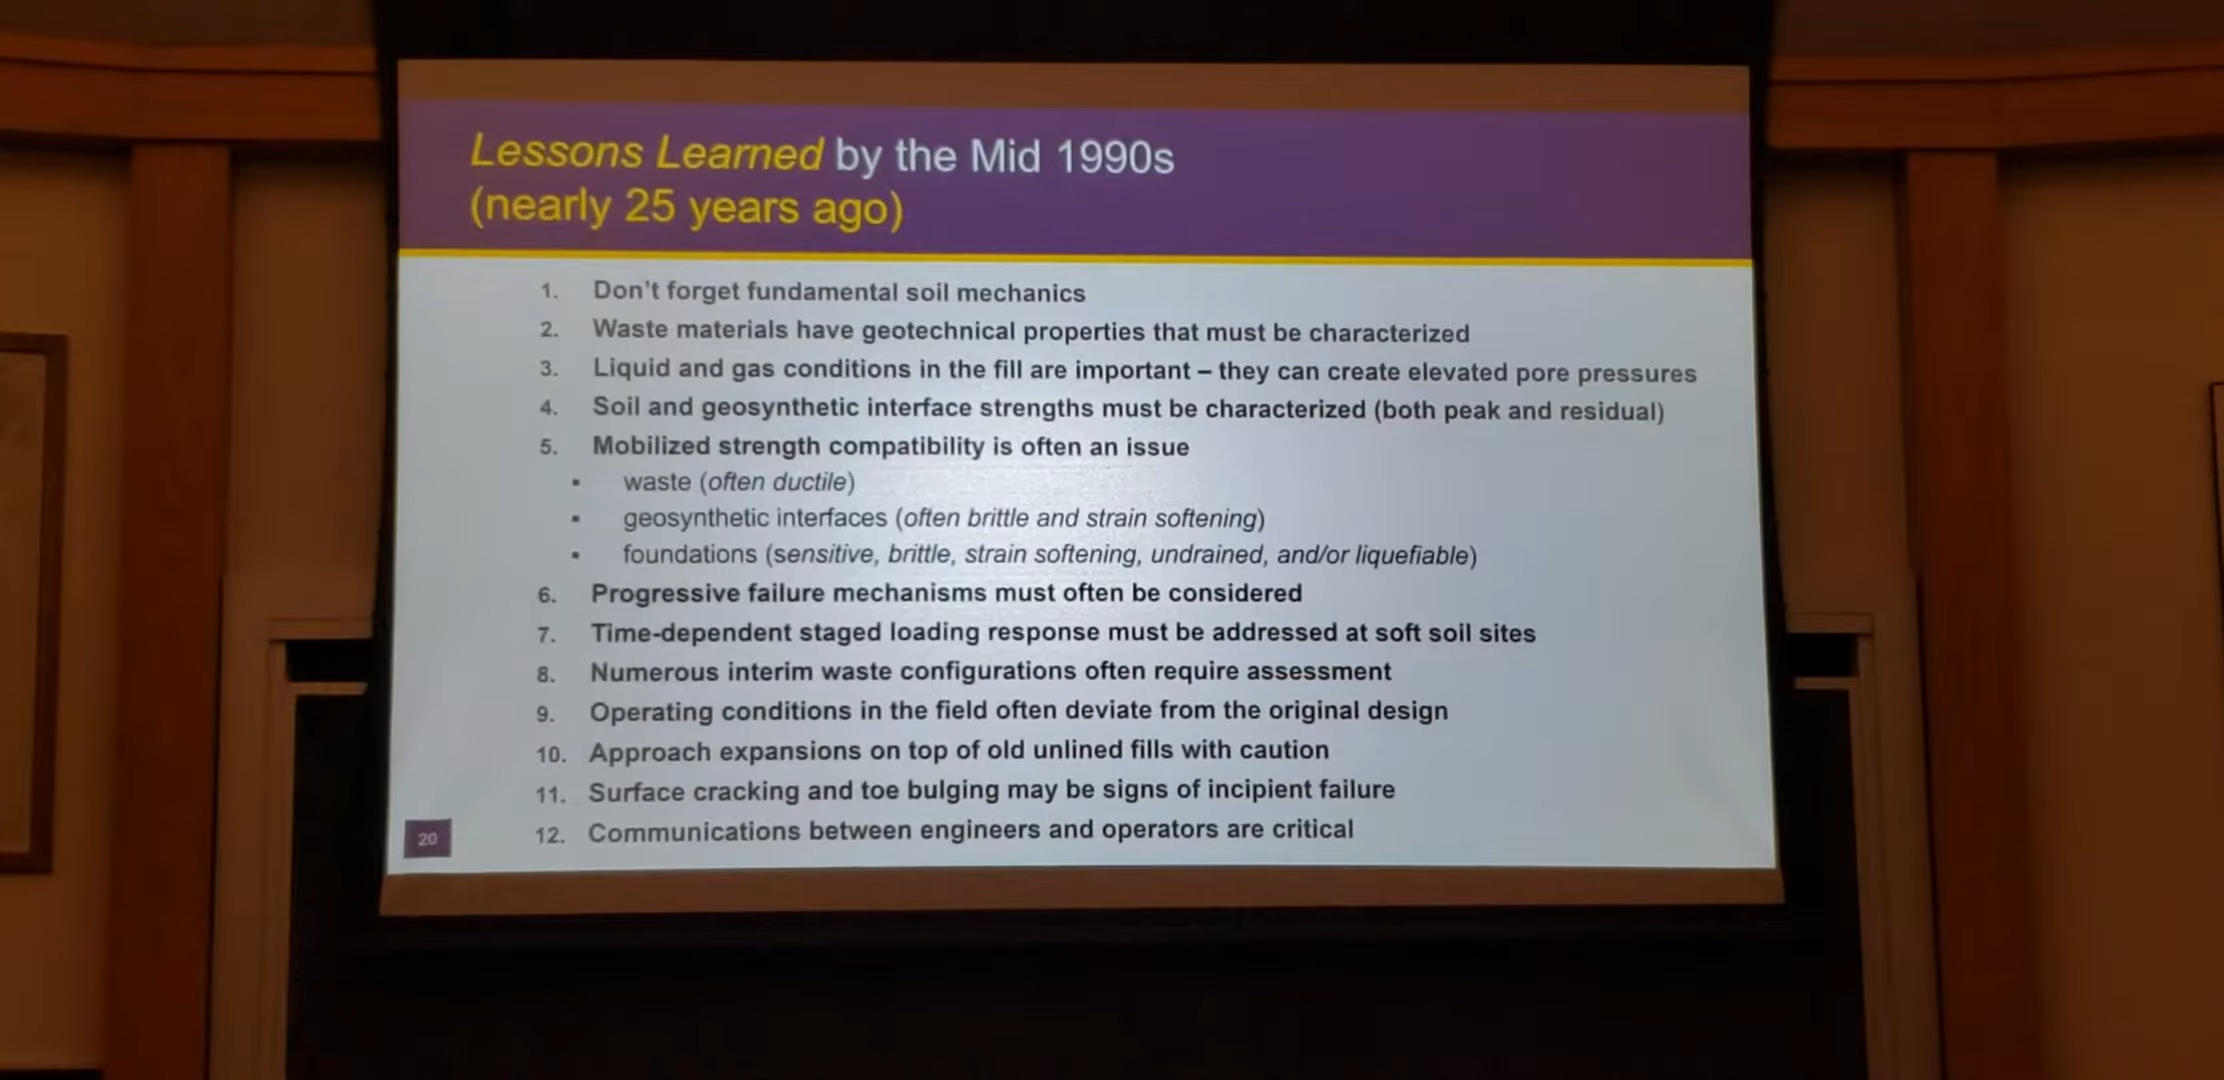 Lessons Learned by the Mid 1990s
(nearly 25 years ago)
1. Don't forget fundamental soil mechanics
2. Waste materials have geotechnical properties that must be characterized
3. Liquid and gas conditions in the fill are important – they can create elevated pore pressures
4. Soil and geosynthetic interface strengths must be characterized (both peak and residual)
5. Mobilized strength compatibility is often an issue
▪ waste (often ductile)
▪ geosynthetic interfaces (often brittle and strain softening)
▪ foundations (sensitive, brittle, strain softening, undrained, and/or liquefiable)
6. Progressive failure mechanisms must often be considered
7. Time-dependent staged loading response must be addressed at soft soil sites
8. Numerous interim waste configurations often require assessment
9. Operating conditions in the field often deviate from the original design
10. Approach expansions on top of old unlined fills with caution
11. Surface cracking and toe bulging may be signs of incipient failure
12. Communications between engineers and operators are critical
20